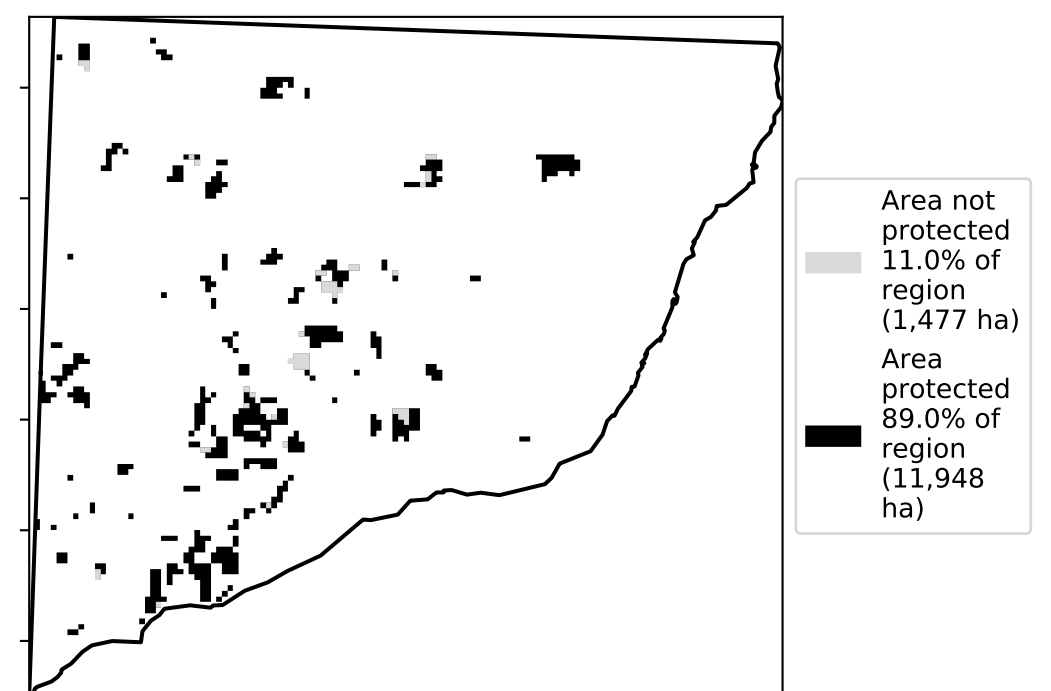 Area not
protected
11.0% of
region
(1,477 ha)
Area
protected
89.0% of
region
(11,948
ha)